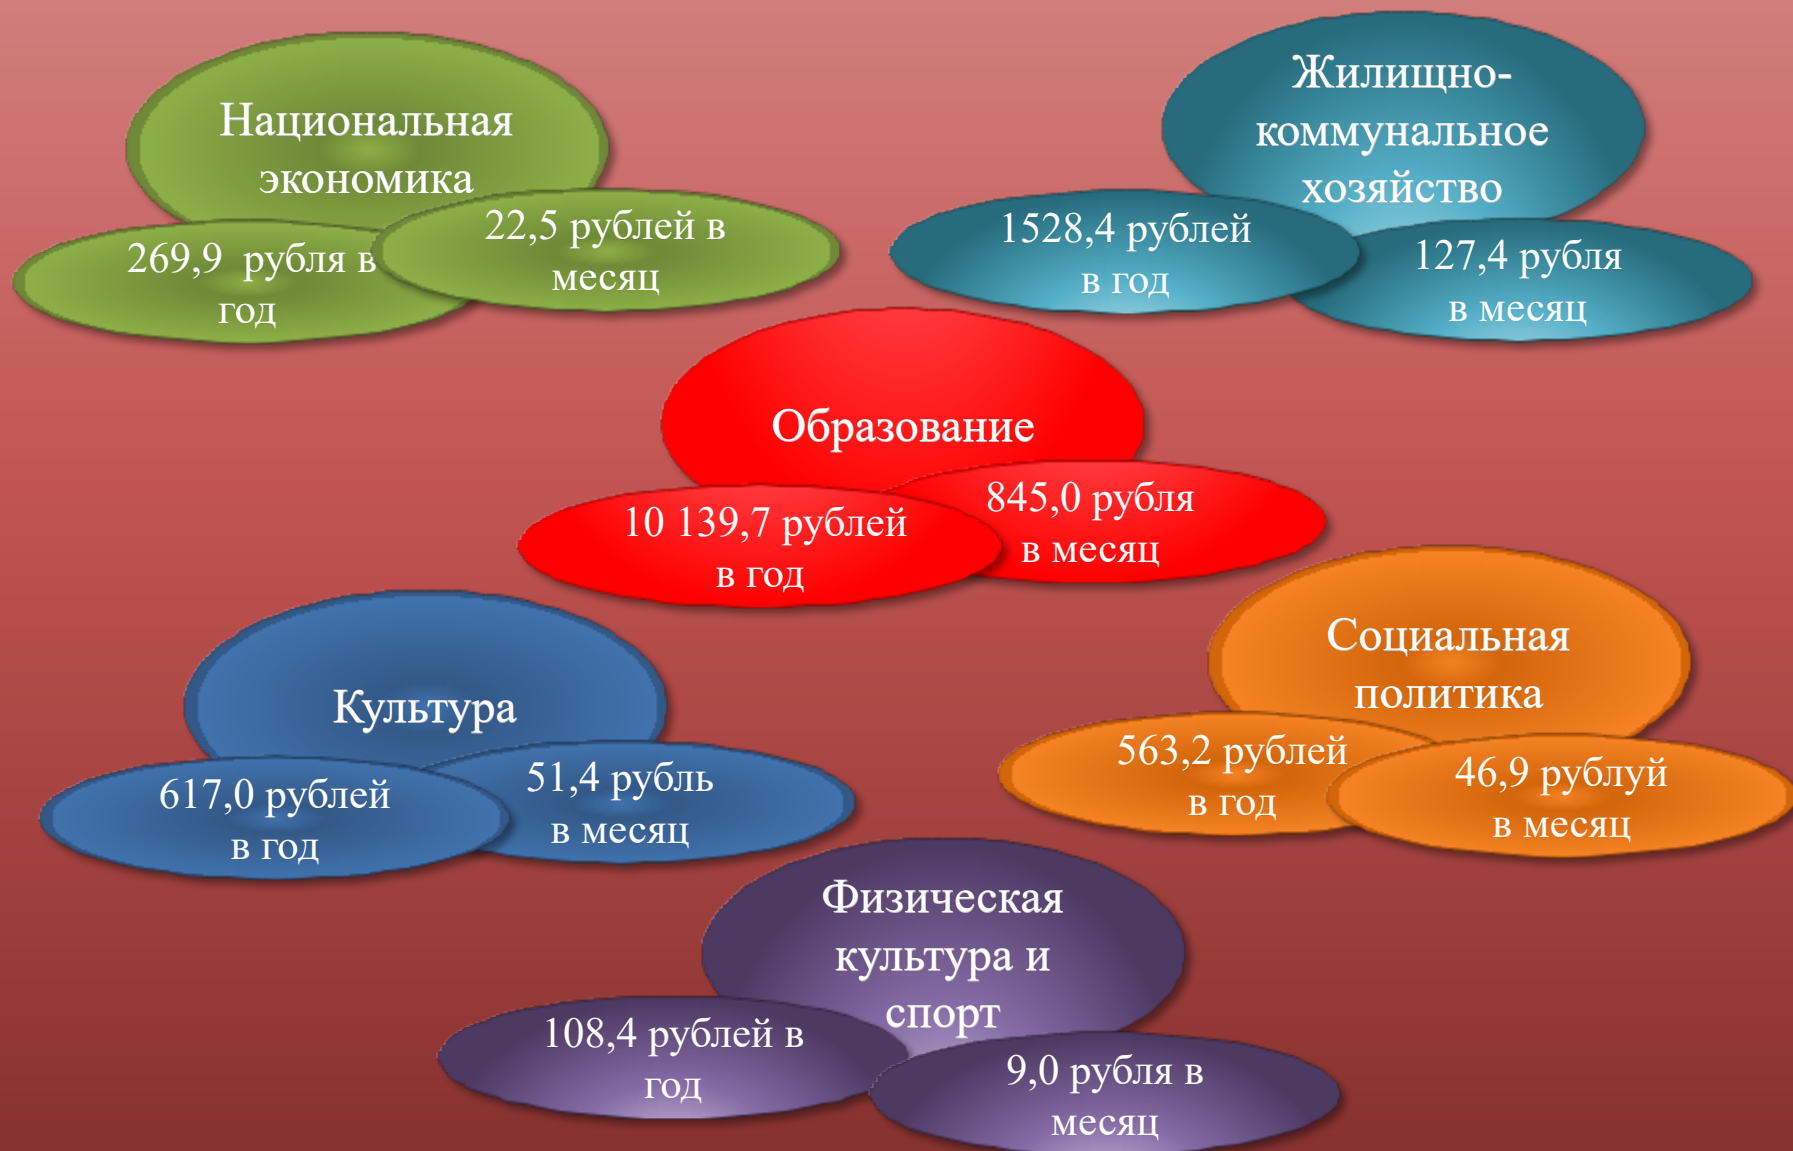 Национальная
экономика
269,9  рубля в
год
22,5 рублей в
месяц
Жилищно-
коммунальное
хозяйство
1528,4 рублей
в год
127,4 рубля
в месяц
Образование
10 139,7 рублей
в год
845,0 рубля
в месяц
Культура
617,0 рублей
в год
51,4 рубль
в месяц
Социальная
политика
563,2 рублей
в год
46,9 рублуй
в месяц
Физическая
культура и
спорт
108,4 рублей в
год
9,0 рубля в
месяц